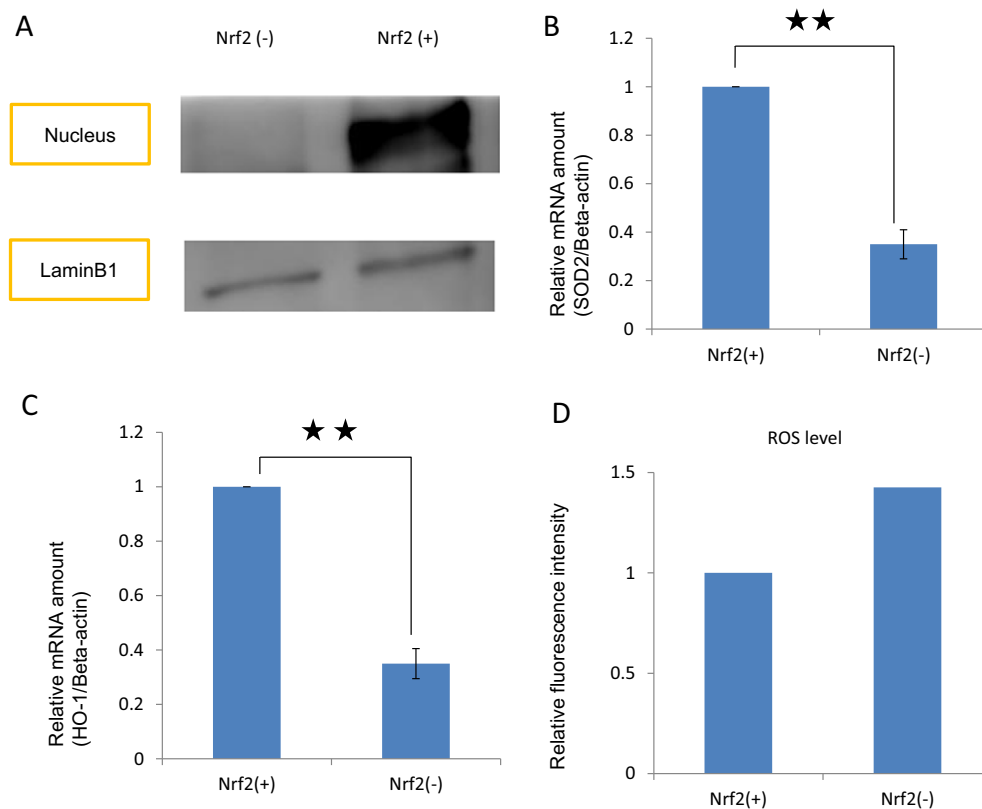 A
Nrf2 (-)
Nrf2 (+)
Nucleus
LaminB1
B
★★
Relative mRNA amount
(SOD2/Beta-actin)
1.2
1
0.8
0.6
0.4
0.2
0
Nrf2(+)
Nrf2(-)
C
★ ★
Relative mRNA amount
(HO-1/Beta-actin)
1.2
1
0.8
0.6
0.4
0.2
0
Nrf2(+)
Nrf2(-)
D
ROS level
Relative fluorescence intensity
1.5
1
0.5
0
Nrf2(+)
Nrf2(-)